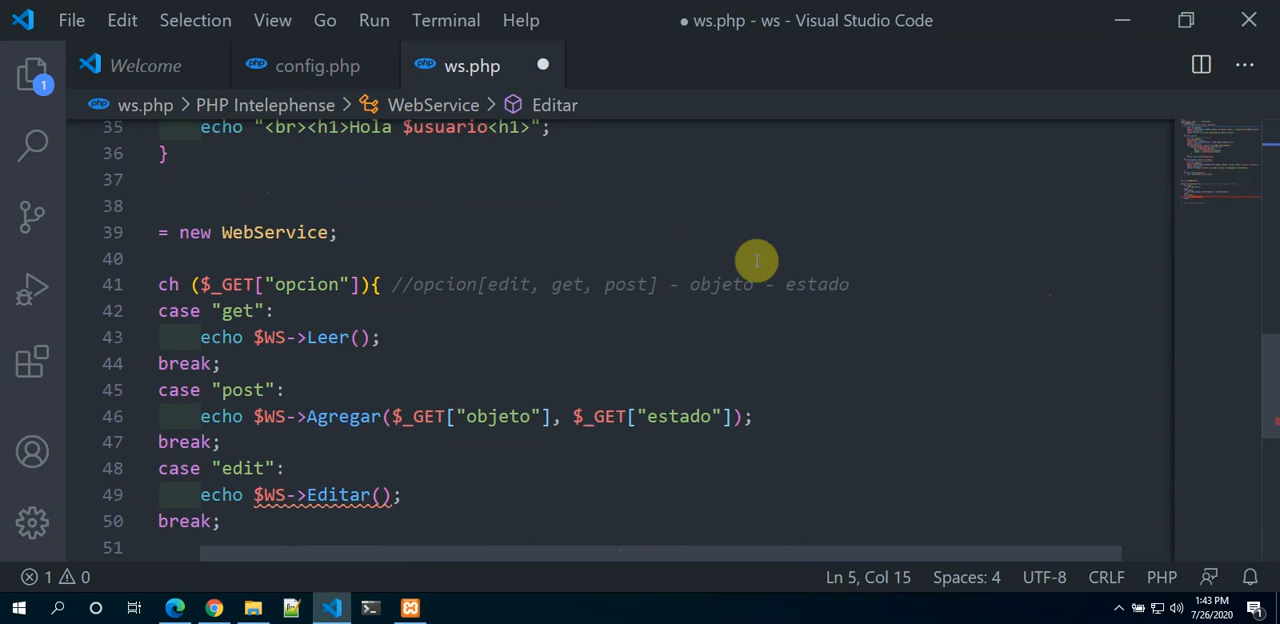 File Edit Selection View Go Run Terminal Help ● ws.php - ws - Visual Studio Code
1
Welcome config.php ws.php
ws.php > PHP Intelephense > WebService > Editar
35 echo "<br><h1>Hola $usuario<h1>";
36 }
37
38
39 = new WebService;
40
41 ch ($_GET["opcion"]){ //opcion[edit, get, post] - objeto - estado
42 case "get":
43 echo $WS->Leer();
44 break;
45 case "post":
46 echo $WS->Agregar($_GET["objeto"], $_GET["estado"]);
47 break;
48 case "edit":
49 echo $WS->Editar();
50 break;
51
1 0 Ln 5, Col 15 Spaces: 4 UTF-8 CRLF PHP
1:43 PM
7/26/2020
1